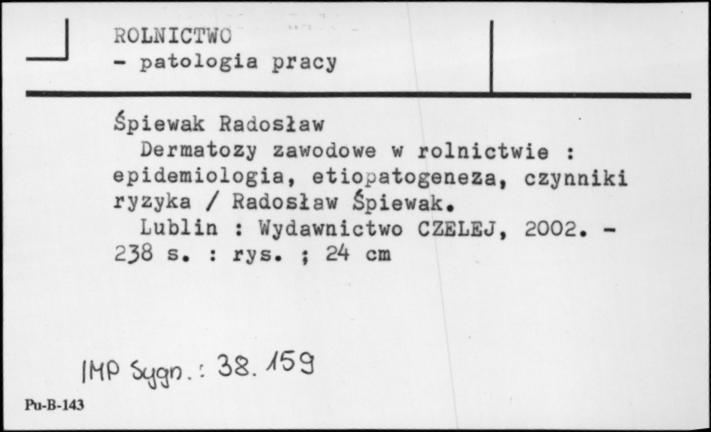 ROLNICTWO
- patologia pracy
Śpiewak Radosław
Dermatozy zawodowe w rolnictwie :
epidemiologia, etiopatogeneza, czynniki
ryzyka / Radosław Śpiewak.
Lublin : Wydawnictwo CZELEJ, 2002. -
238 s. : rys. ; 24 cm
IMP Sygn.: 38.159
Pu-B-143